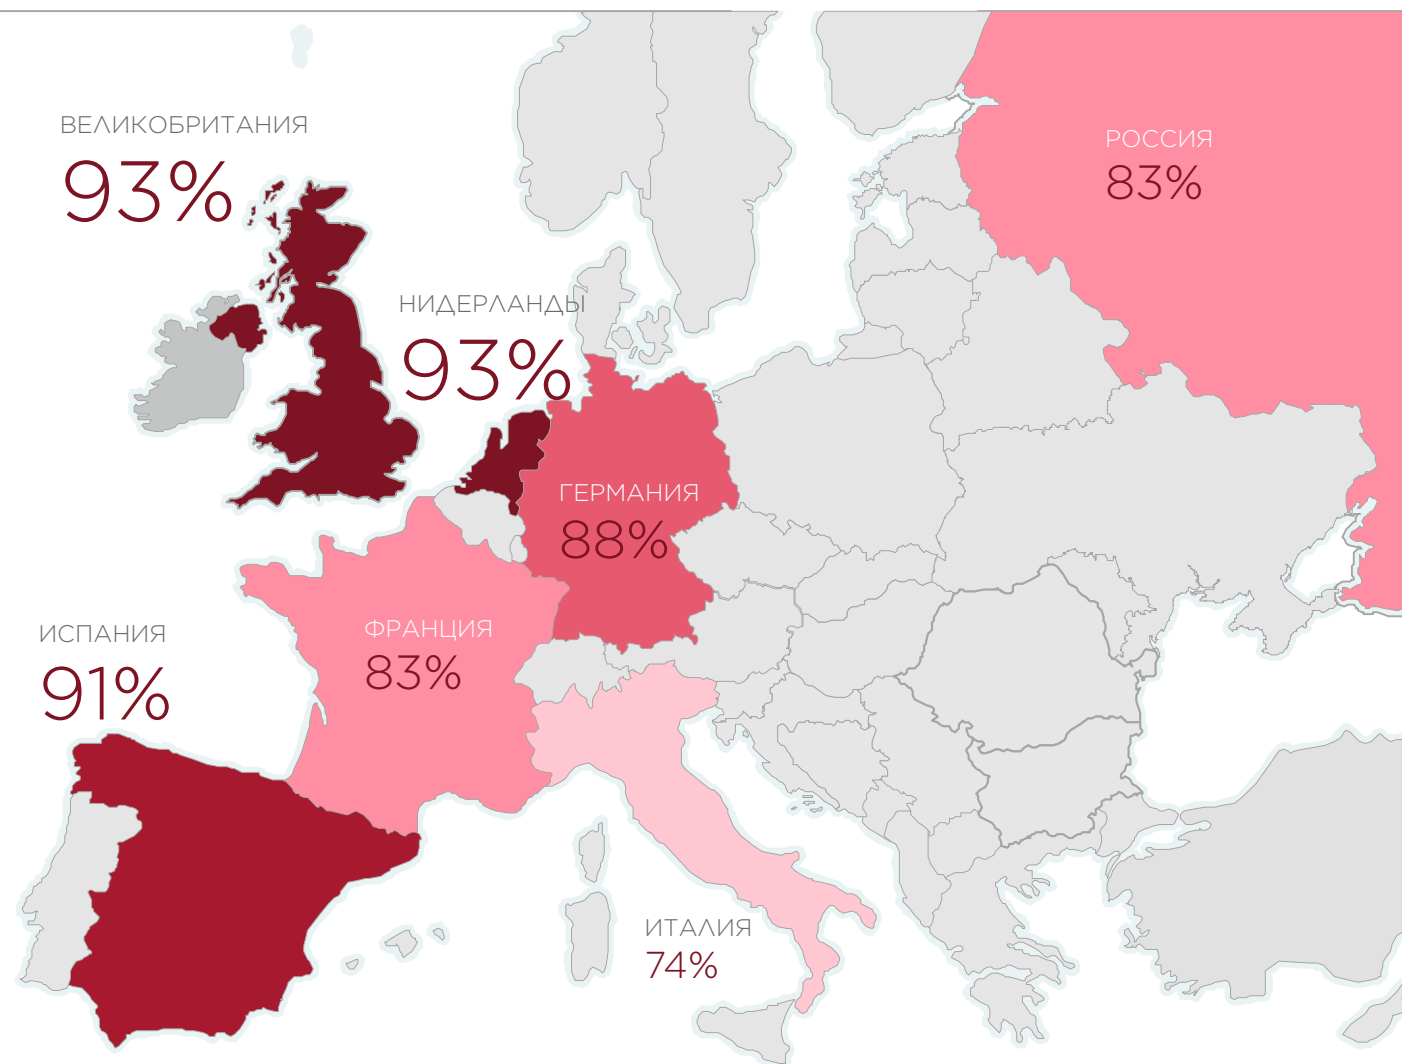 ВЕЛИКОБРИТАНИЯ
93%
РОССИЯ
83%
НИДЕРЛАНДЫ
93%
ГЕРМАНИЯ
88%
ФРАНЦИЯ
83%
ИСПАНИЯ
91%
ИТАЛИЯ
74%